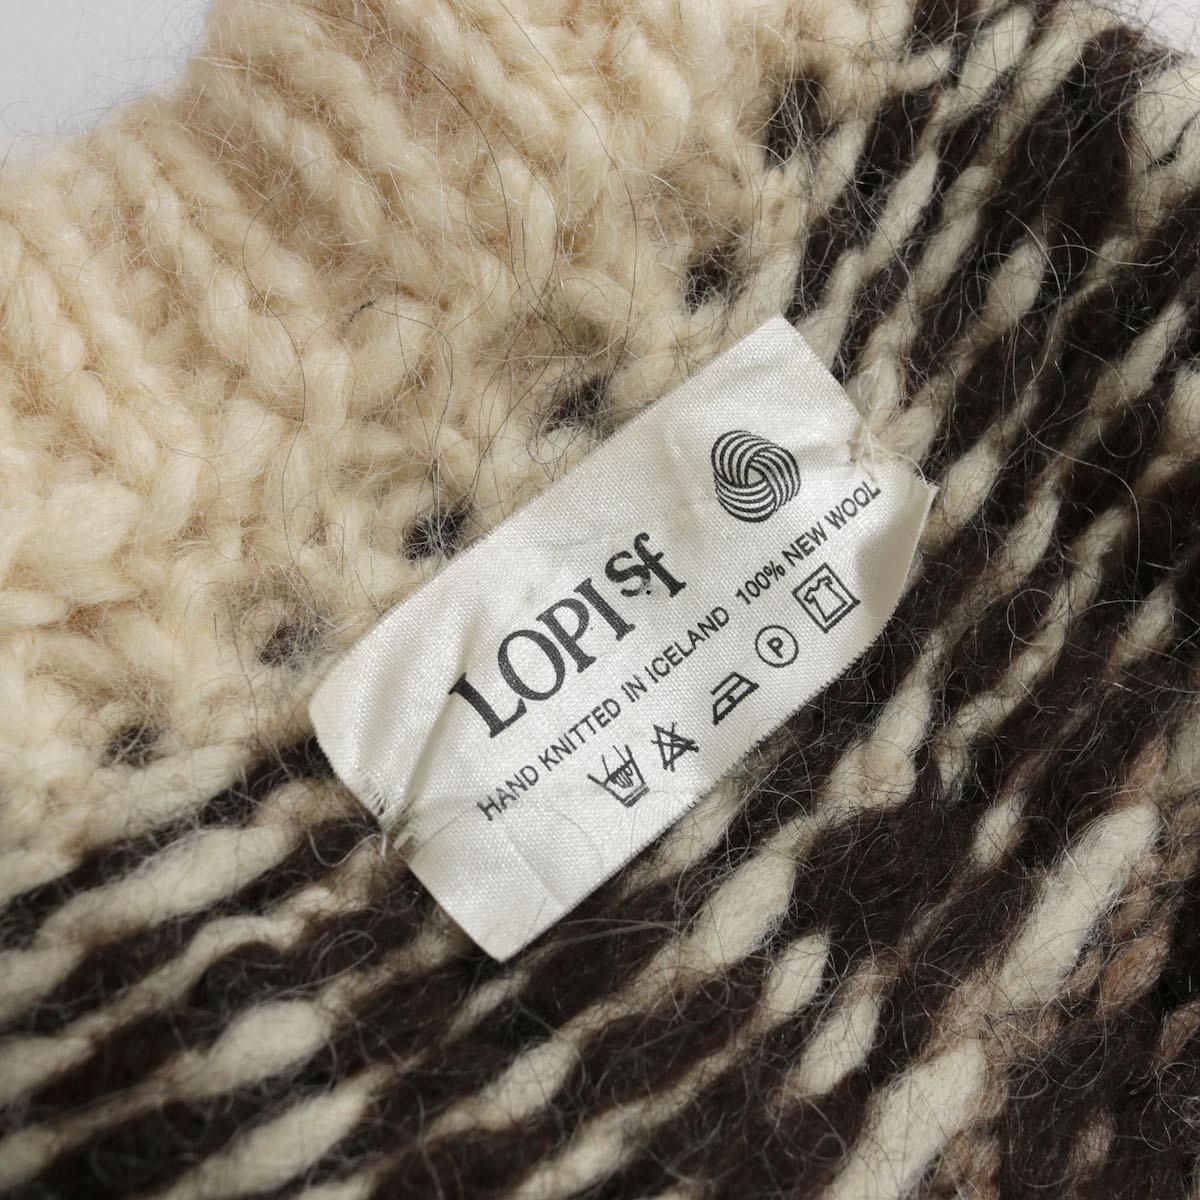 LOPI sf
HAND KNITTED IN ICELAND 100% NEW WOOL
P